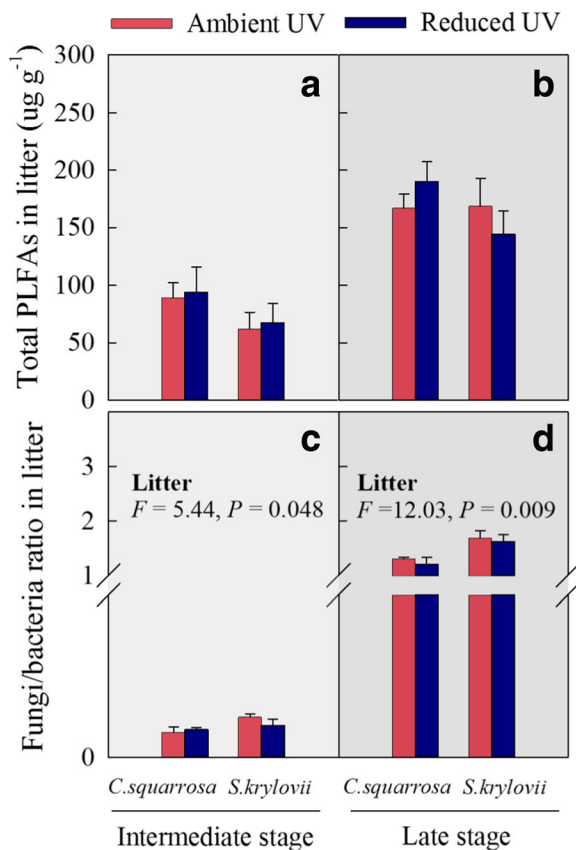 Ambient UV Reduced UV
Total PLFAs in litter (ug g-1)
300
250
200
150
100
50
0
a
b
Fungi/bacteria ratio in litter
3
2
1
0
c
Litter
F = 5.44, P = 0.048
d
Litter
F =12.03, P = 0.009
C.squarrosa S.krylovii C.squarrosa S.krylovii
Intermediate stage Late stage